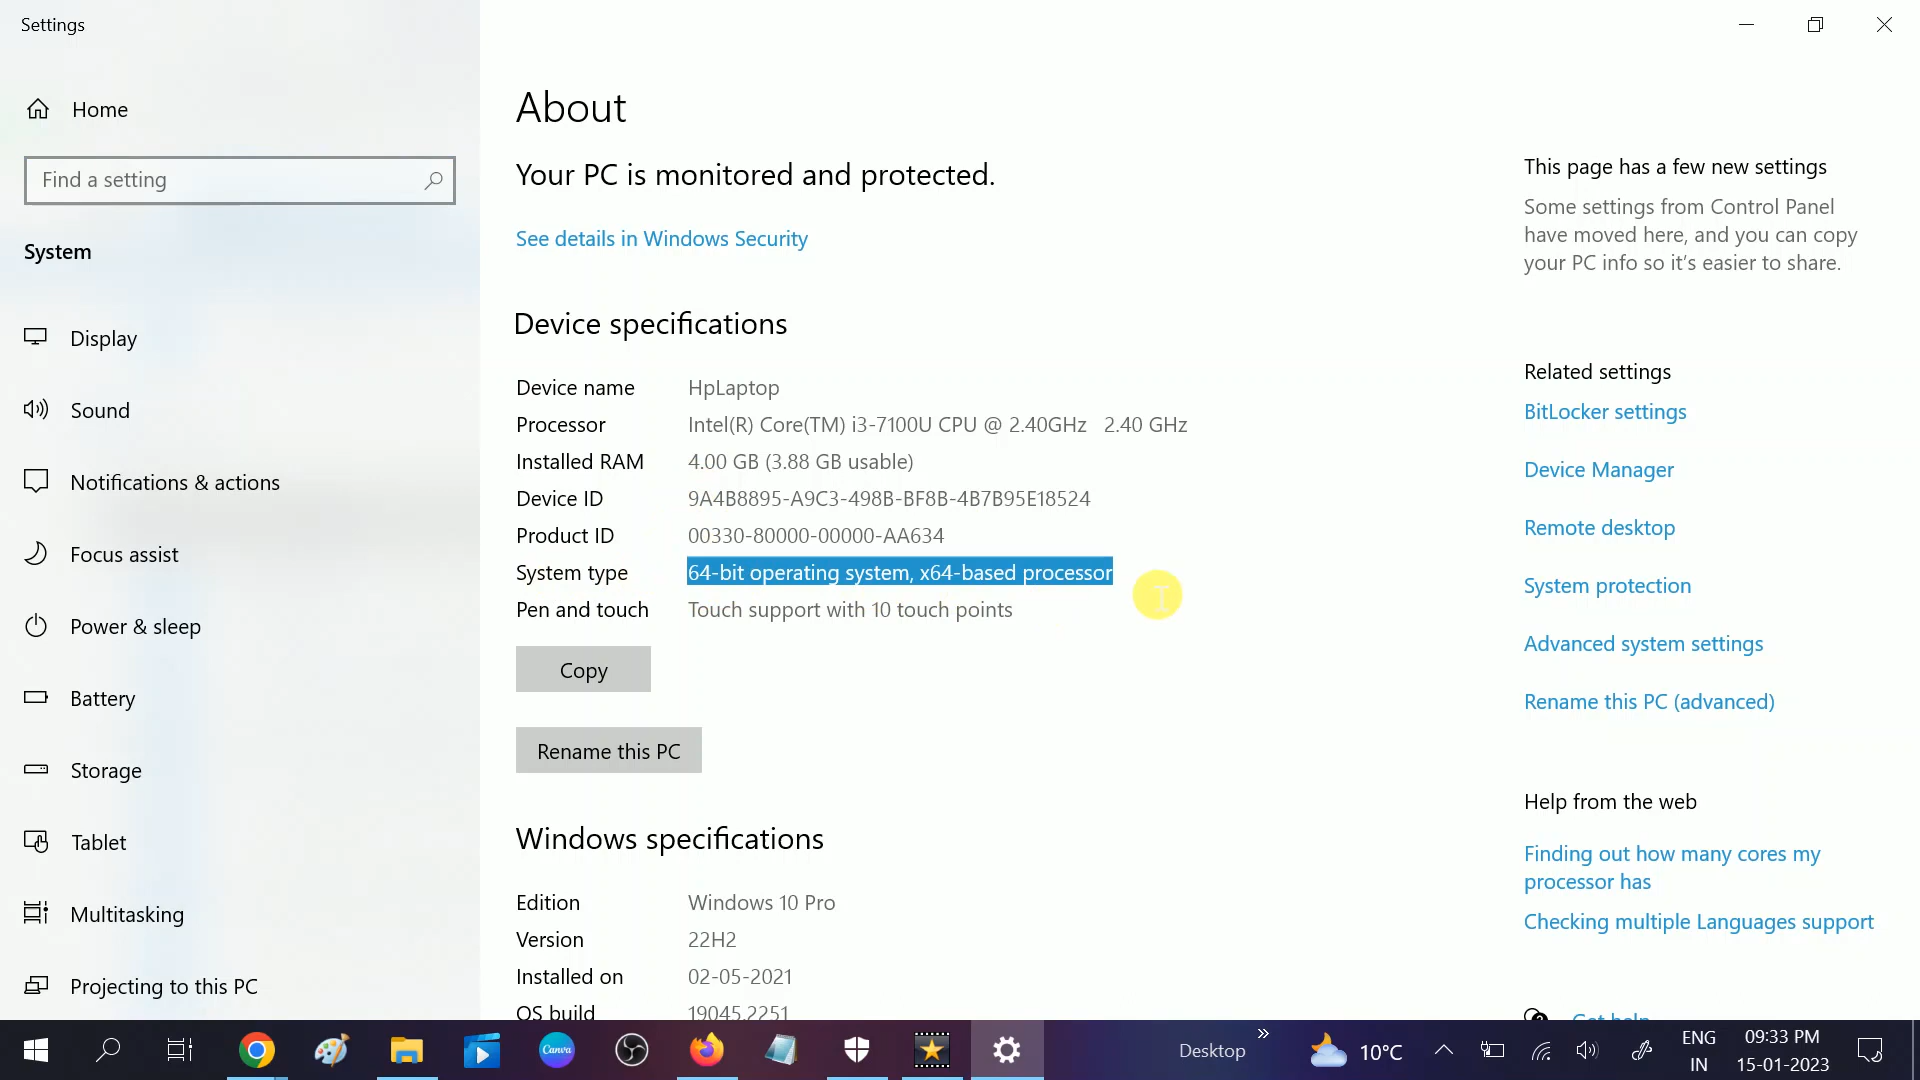 Settings
Home
Find a setting
System
Display
Sound
Notifications & actions
Focus assist
Power & sleep
Battery
Storage
Tablet
Multitasking
Projecting to this PC
About
Your PC is monitored and protected.
See details in Windows Security
Device specifications
Device name HpLaptop
Processor Intel(R) Core(TM) i3-7100U CPU @ 2.40GHz 2.40 GHz
Installed RAM 4.00 GB (3.88 GB usable)
Device ID 9A4B8895-A9C3-498B-BF8B-4B7B95E18524
Product ID 00330-80000-00000-AA634
System type 64-bit operating system, x64-based processor
Pen and touch Touch support with 10 touch points
Copy
Rename this PC
Windows specifications
Edition Windows 10 Pro
Version 22H2
Installed on 02-05-2021
OS build 19045.2251
This page has a few new settings
Some settings from Control Panel
have moved here, and you can copy
your PC info so it's easier to share.
Related settings
BitLocker settings
Device Manager
Remote desktop
System protection
Advanced system settings
Rename this PC (advanced)
Help from the web
Finding out how many cores my
processor has
Checking multiple Languages support
Get help
Canva
Desktop
10°C
ENG
IN
09:33 PM
15-01-2023